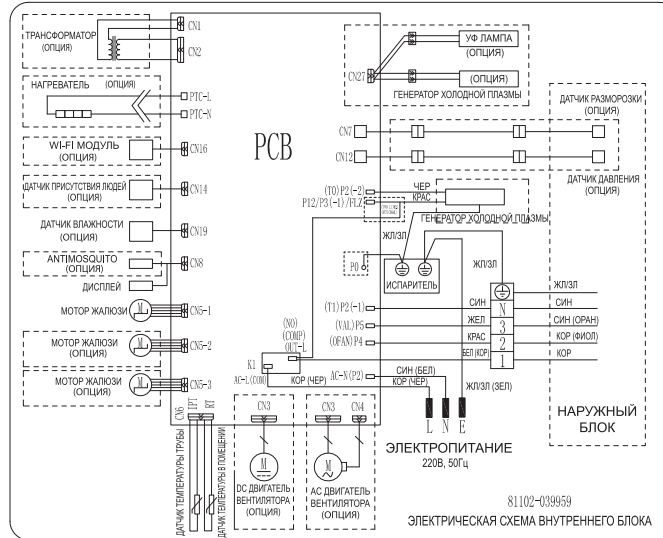 ТРАНСФОРМАТОР
(ОПЦИЯ)
CN1
CN2
НАГРЕВАТЕЛЬ (ОПЦИЯ)
PTC-L
PTC-N
WI-FI МОДУЛЬ
(ОПЦИЯ)
CN16
ДАТЧИК ПРИСУТСТВИЯ ЛЮДЕЙ
(ОПЦИЯ)
CN14
ДАТЧИК ВЛАЖНОСТИ
(ОПЦИЯ)
CN19
ANTIMOSQUITO
(ОПЦИЯ)
CN8
ДИСПЛЕЙ
МОТОР ЖАЛЮЗИ
M
CN5-1
МОТОР ЖАЛЮЗИ
(ОПЦИЯ)
M
CN5-2
МОТОР ЖАЛЮЗИ
(ОПЦИЯ)
M
CN5-3
PCB
CN27
УФ ЛАМПА
(ОПЦИЯ)
(ОПЦИЯ)
ГЕНЕРАТОР ХОЛОДНОЙ ПЛАЗМЫ
CN7
CN12
ДАТЧИК РАЗМОРОЗКИ
(ОПЦИЯ)
ДАТЧИК ДАВЛЕНИЯ
(ОПЦИЯ)
(T0)P2(-2)
P12/P3(-1)/FLZ
ЧЕР
КРАС
ГЕНЕРАТОР ХОЛОДНОЙ ПЛАЗМЫ
ЖЛ/ЗЛ
P0
ИСПАРИТЕЛЬ
ЖЛ/ЗЛ
(T1)P2(-1)
(VAL)P5
(OFAN)P4
СИН
ЖЕЛ
КРАС
БЕЛ (КОР)
N
3
2
1
ЖЛ/ЗЛ
СИН
СИН (ОРАН)
КОР (ФИОЛ)
КОР
(NO)
(COMP)
OUT-L
K1
AC-L(COM)
КОР (ЧЕР)
AC-N(P2)
СИН (БЕЛ)
КОР (ЧЕР)
ЖЛ/ЗЛ (ЗЕЛ)
L N E
ЭЛЕКТРОПИТАНИЕ
220В, 50Гц
НАРУЖНЫЙ
БЛОК
CN6
IPT
RT
ДАТЧИК ТЕМПЕРАТУРЫ ТРУБЫ
ДАТЧИК ТЕМПЕРАТУРЫ В ПОМЕЩЕНИИ
CN3
M
DC ДВИГАТЕЛЬ
ВЕНТИЛЯТОРА
(ОПЦИЯ)
CN3
CN4
M
AC ДВИГАТЕЛЬ
ВЕНТИЛЯТОРА
(ОПЦИЯ)
81102-039959
ЭЛЕКТРИЧЕСКАЯ СХЕМА ВНУТРЕННЕГО БЛОКА